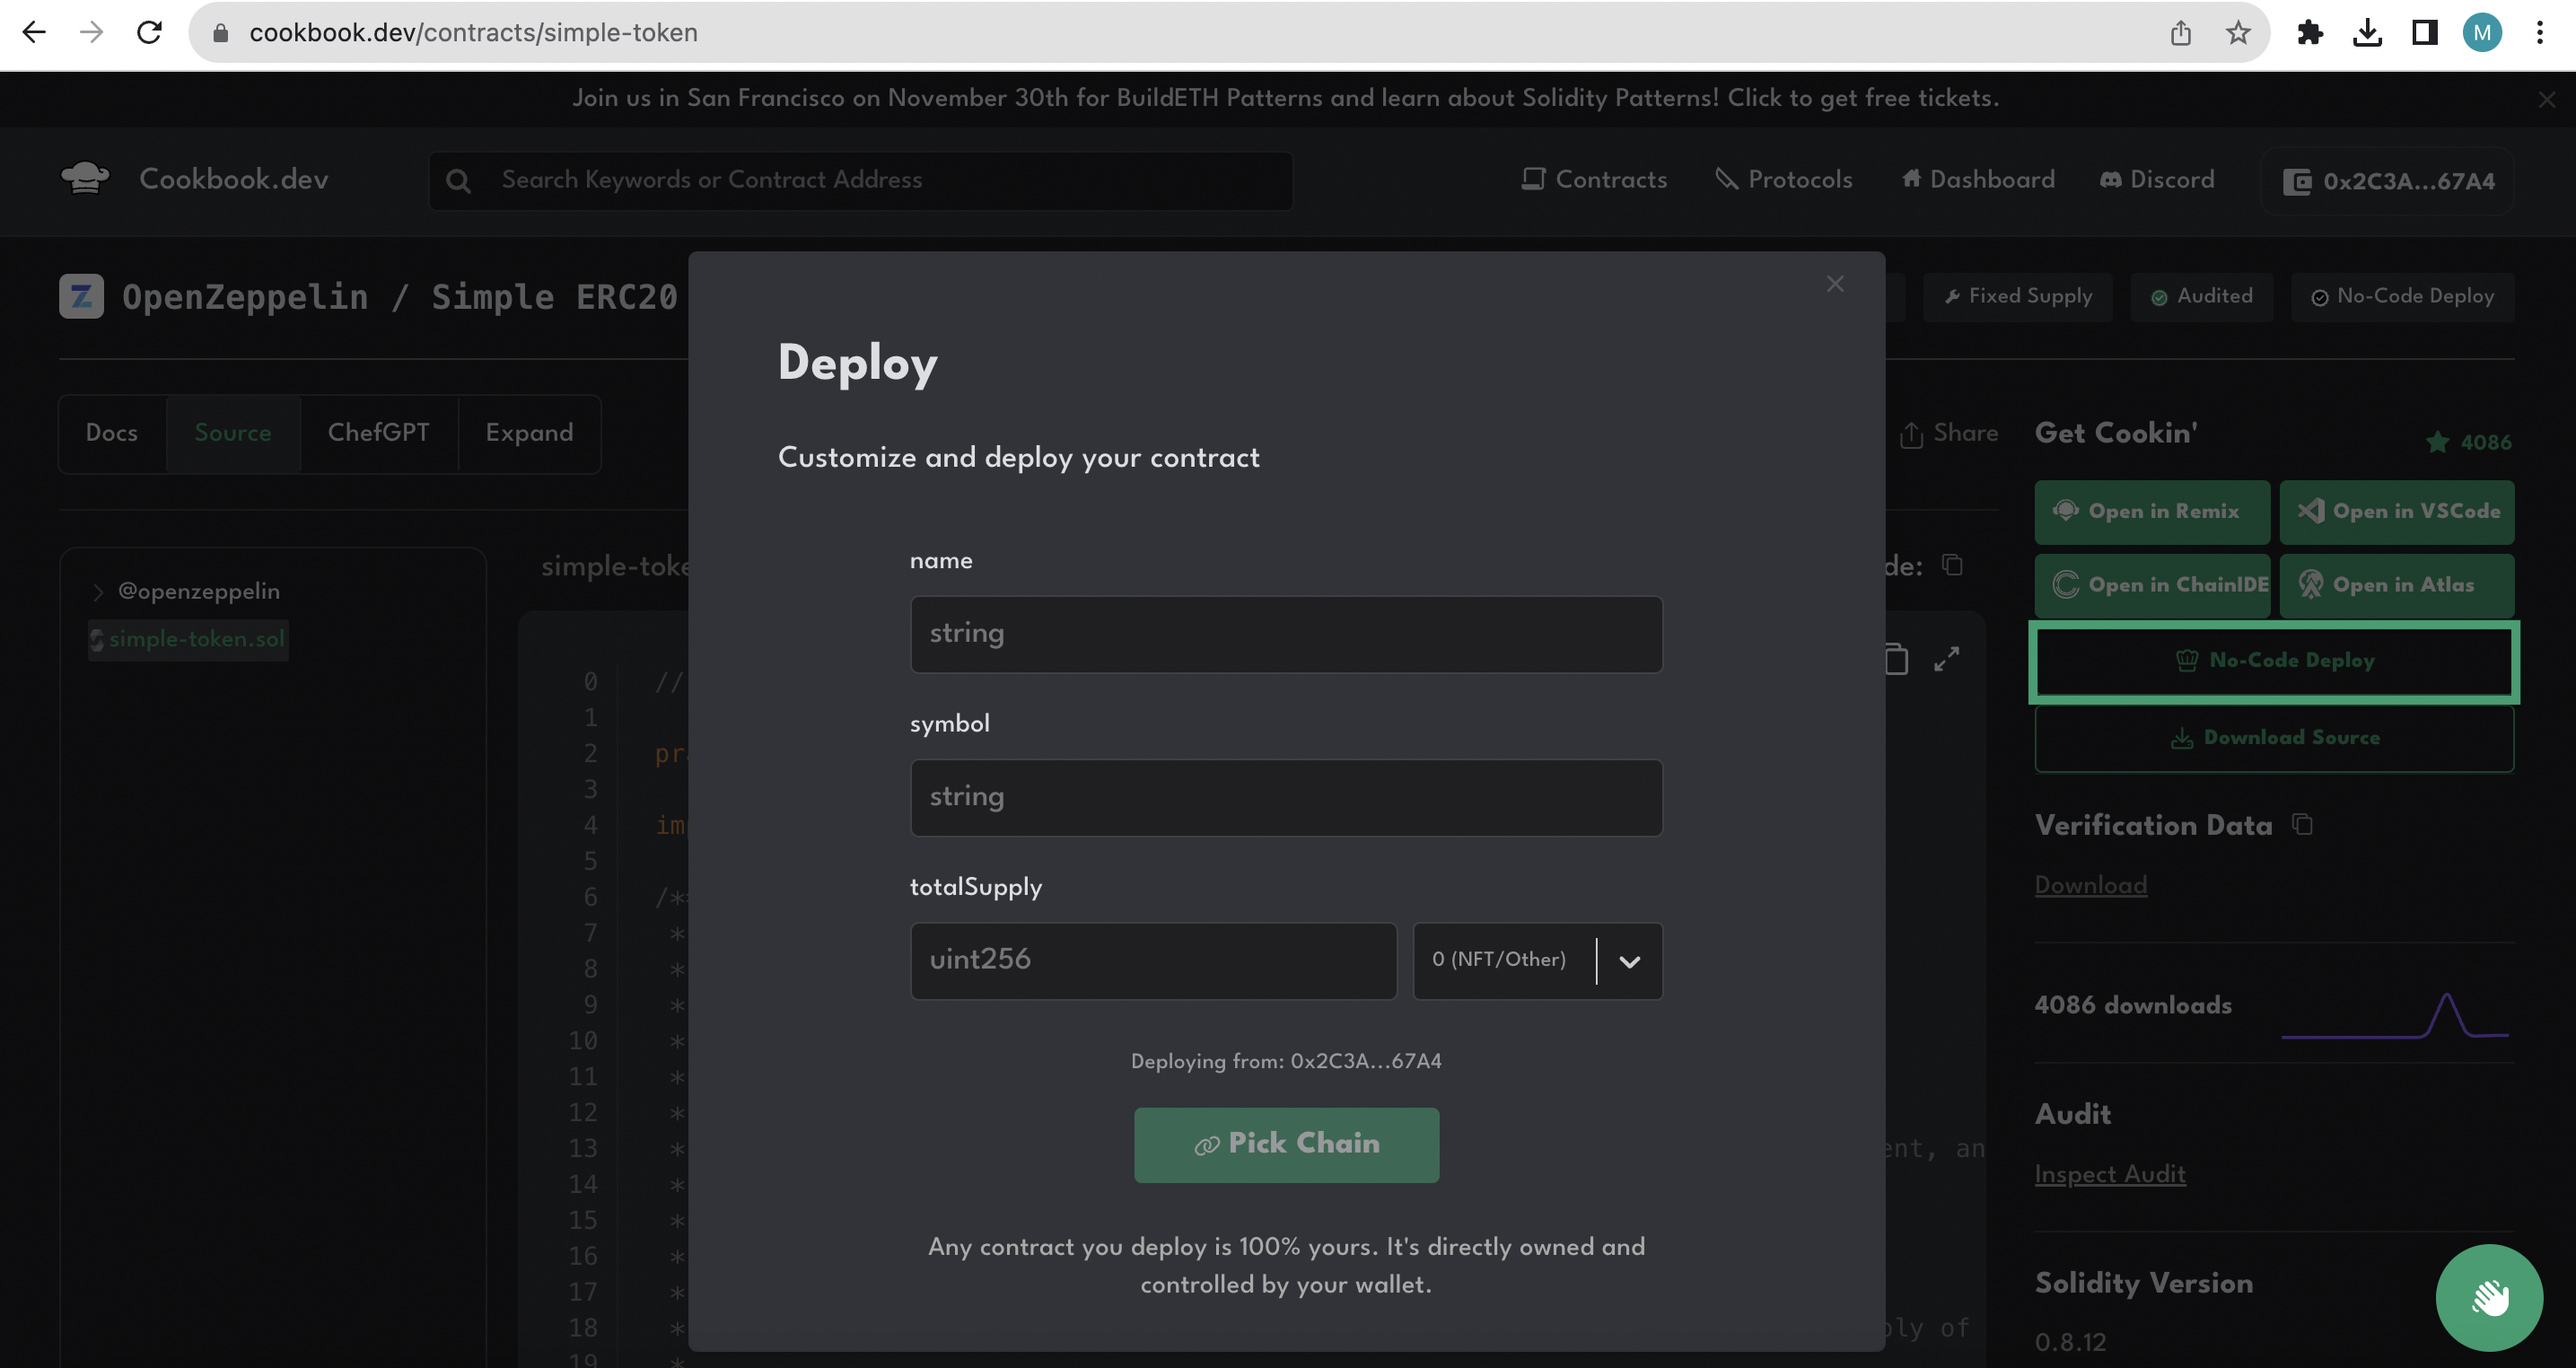 cookbook.dev/contracts/simple-token
M
Join us in San Francisco on November 30th for BuildETH Patterns and learn about Solidity Patterns! Click to get free tickets.
Cookbook.dev
Search Keywords or Contract Address
Contracts
Protocols
Dashboard
Discord
0x2C3A...67A4
OpenZeppelin / Simple ERC20
Fixed Supply
Audited
No-Code Deploy
Docs
Source
ChefGPT
Expand
Share
@openzeppelin
simple-token.sol
simple-toke
de:
0 //
1
2 pra
3
4 imp
5
6 /**
7 *
8 *
9 *
10 *
11 *
12 *
13 *
14 *
15 *
16 *
17 *
18 *
19 *
ent, an
ply of
Deploy
Customize and deploy your contract
name
string
symbol
string
totalSupply
uint256
0 (NFT/Other)
Deploying from: 0x2C3A...67A4
Pick Chain
Any contract you deploy is 100% yours. It's directly owned and
controlled by your wallet.
Get Cookin'
4086
Open in Remix
Open in VSCode
Open in ChainIDE
Open in Atlas
No-Code Deploy
Download Source
Verification Data
Download
4086 downloads
Audit
Inspect Audit
Solidity Version
0.8.12